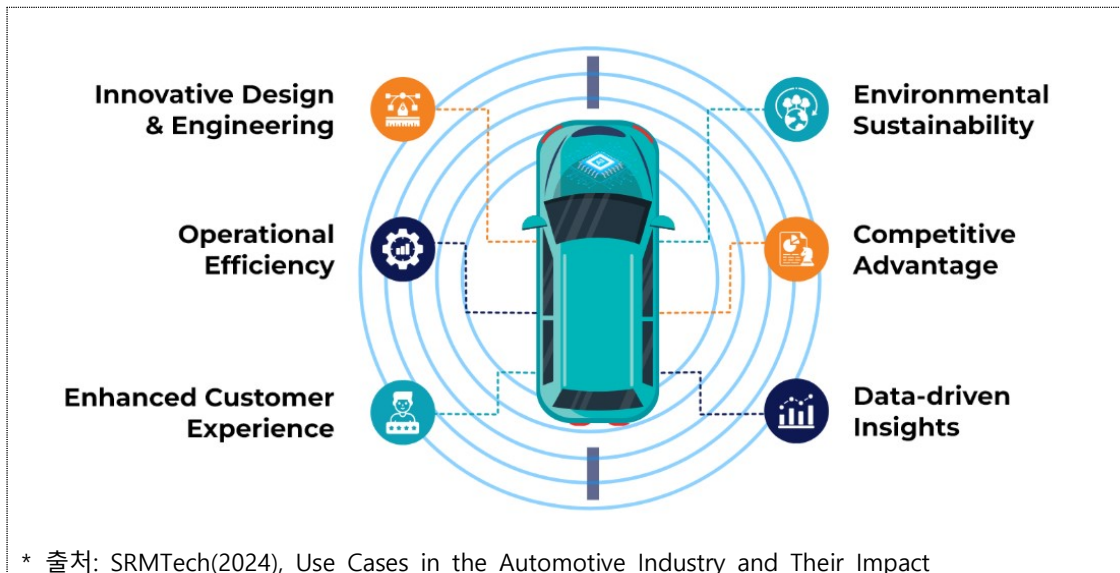 Innovative Design
& Engineering
Operational
Efficiency
Enhanced Customer
Experience
Environmental
Sustainability
Competitive
Advantage
Data-driven
Insights
* 출처: SRMTech(2024), Use Cases in the Automotive Industry and Their Impact